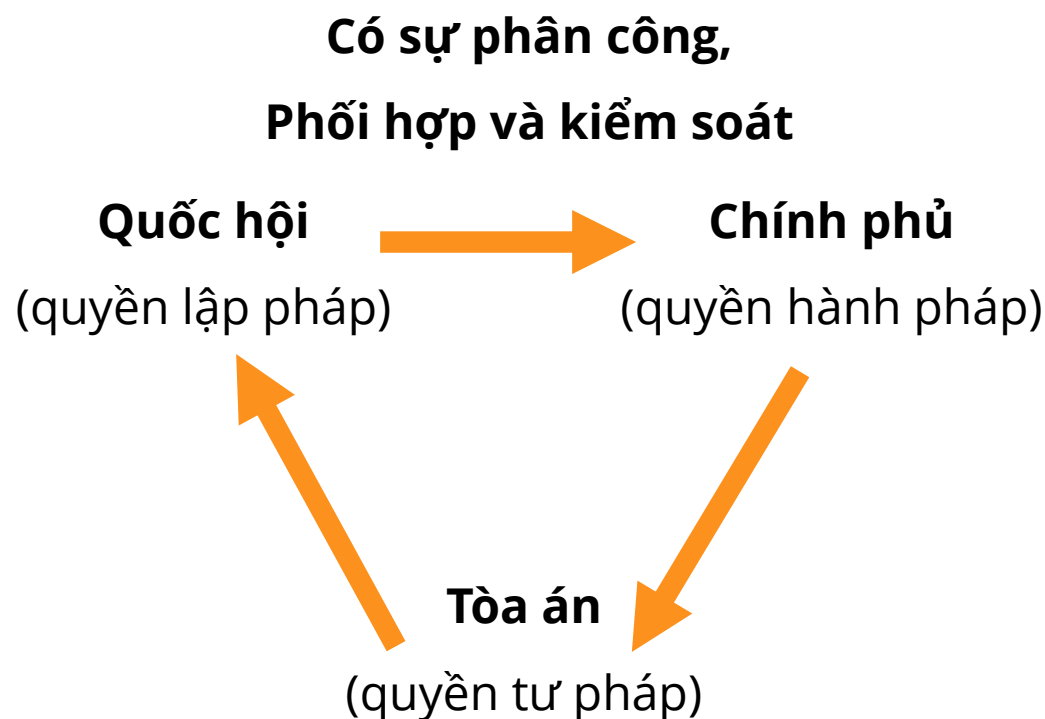 Có sự phân công,
Phối hợp và kiểm soát
Quốc hội
(quyền lập pháp)
Chính phủ
(quyền hành pháp)
Tòa án
(quyền tư pháp)